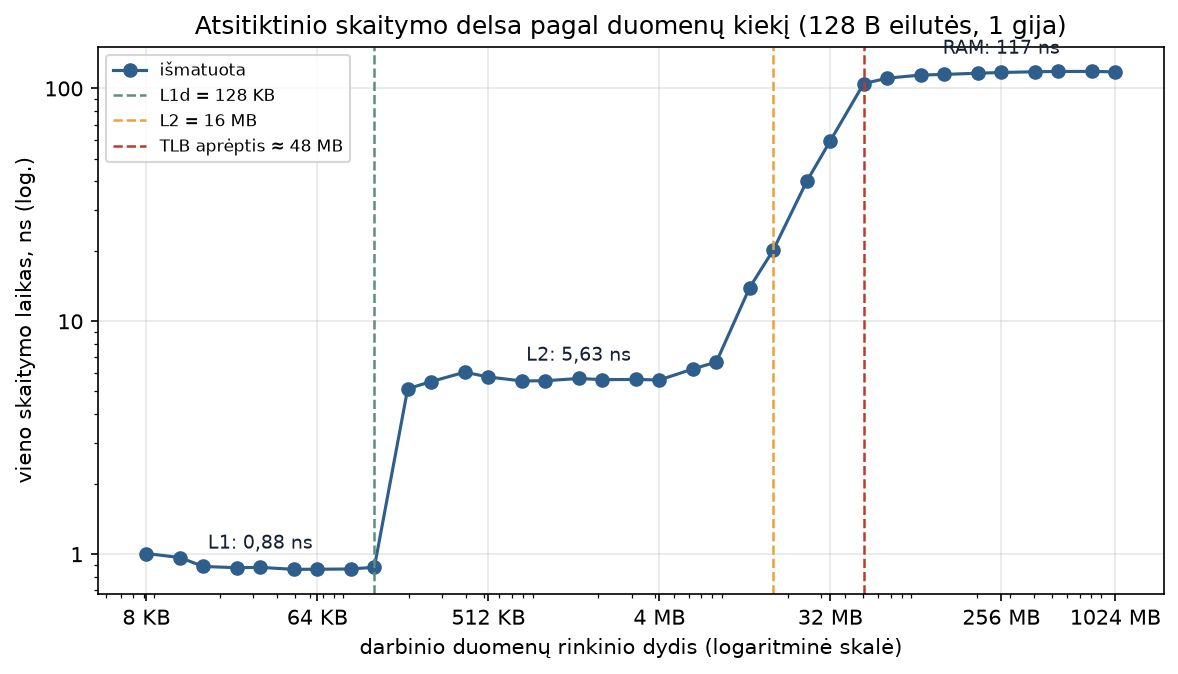 Atsitiktinio skaitymo delsa pagal duomenų kiekį (128 B eilutės, 1 gija)
RAM: 117 ns
išmatuota
L1d = 128 KB
L2 = 16 MB
TLB aprėptis ≈ 48 MB
100
10
1
vieno skaitymo laikas, ns (log.)
L2: 5,63 ns
L1: 0,88 ns
8 KB 64 KB 512 KB 4 MB 32 MB 256 MB 1024 MB
darbinio duomenų rinkinio dydis (logaritminė skalė)